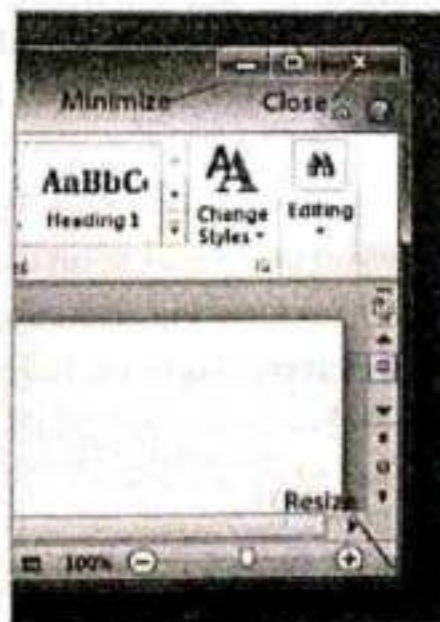 Minimize Close
AaBbC
Heading 1
Change
Styles
Editing
Resize
100%